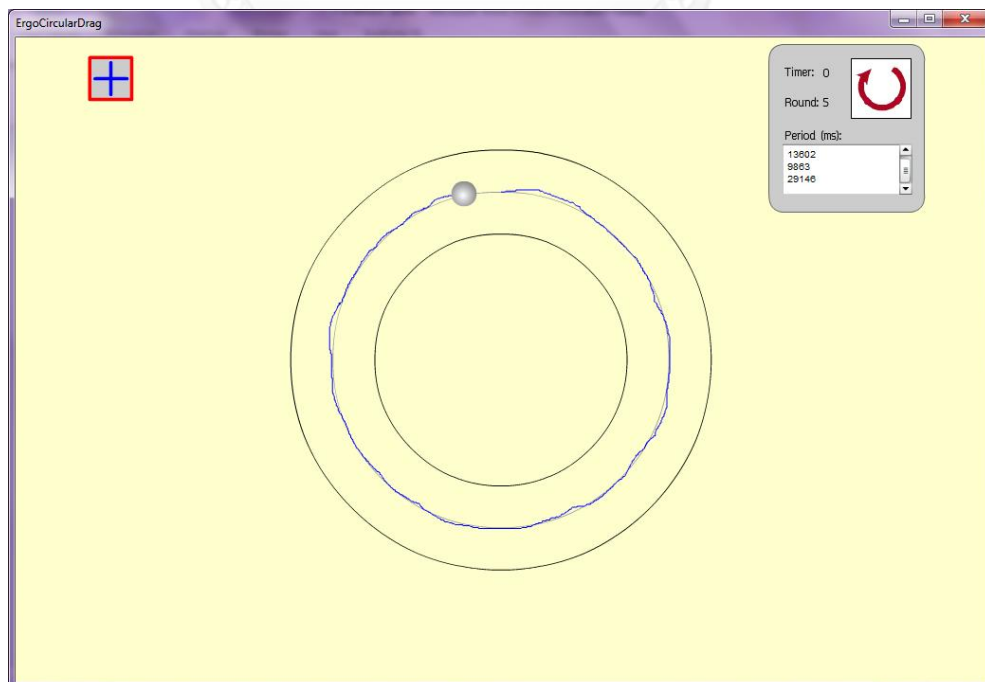 ErgoCircularDrag
Timer: 0
Round: 5
Period (ms):
13602
9863
29146